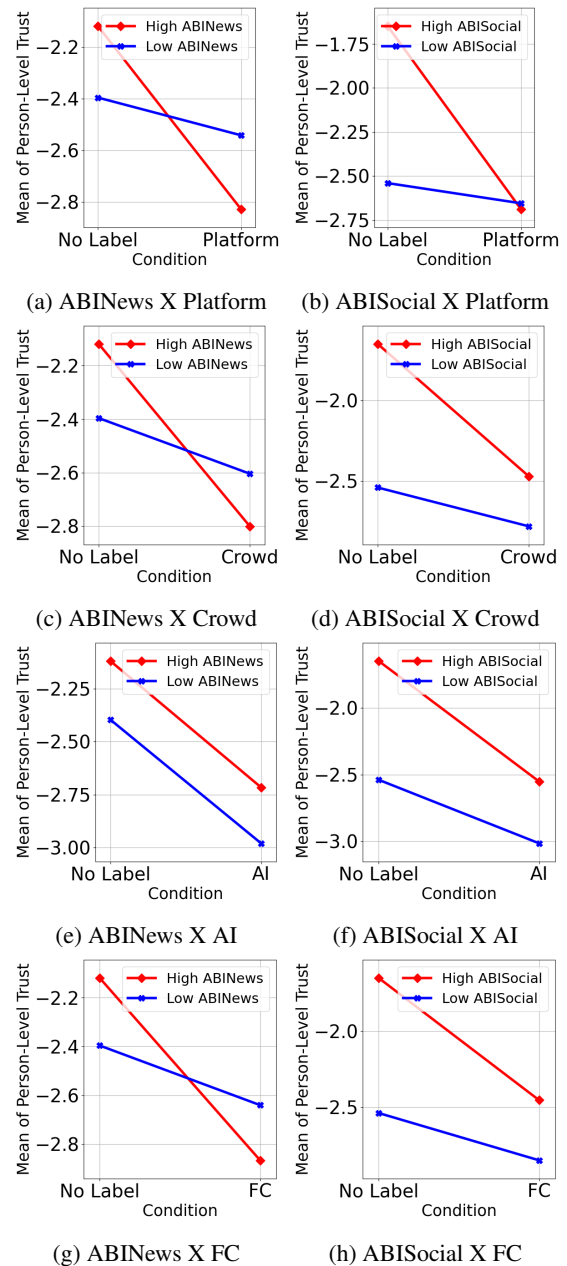 High ABINews
Low ABINews
Mean of Person-Level Trust
−2.2
−2.4
−2.6
−2.8
No Label
Platform
Condition
(a) ABINews X Platform
High ABISocial
Low ABISocial
Mean of Person-Level Trust
−1.75
−2.00
−2.25
−2.50
−2.75
No Label
Platform
Condition
(b) ABISocial X Platform
High ABINews
Low ABINews
Mean of Person-Level Trust
−2.2
−2.4
−2.6
−2.8
No Label
Crowd
Condition
(c) ABINews X Crowd
High ABISocial
Low ABISocial
Mean of Person-Level Trust
−2.0
−2.5
No Label
Crowd
Condition
(d) ABISocial X Crowd
High ABINews
Low ABINews
Mean of Person-Level Trust
−2.25
−2.50
−2.75
−3.00
No Label
AI
Condition
(e) ABINews X AI
High ABISocial
Low ABISocial
Mean of Person-Level Trust
−2.0
−2.5
−3.0
No Label
AI
Condition
(f) ABISocial X AI
High ABINews
Low ABINews
Mean of Person-Level Trust
−2.2
−2.4
−2.6
−2.8
No Label
FC
Condition
(g) ABINews X FC
High ABISocial
Low ABISocial
Mean of Person-Level Trust
−2.0
−2.5
No Label
FC
Condition
(h) ABISocial X FC